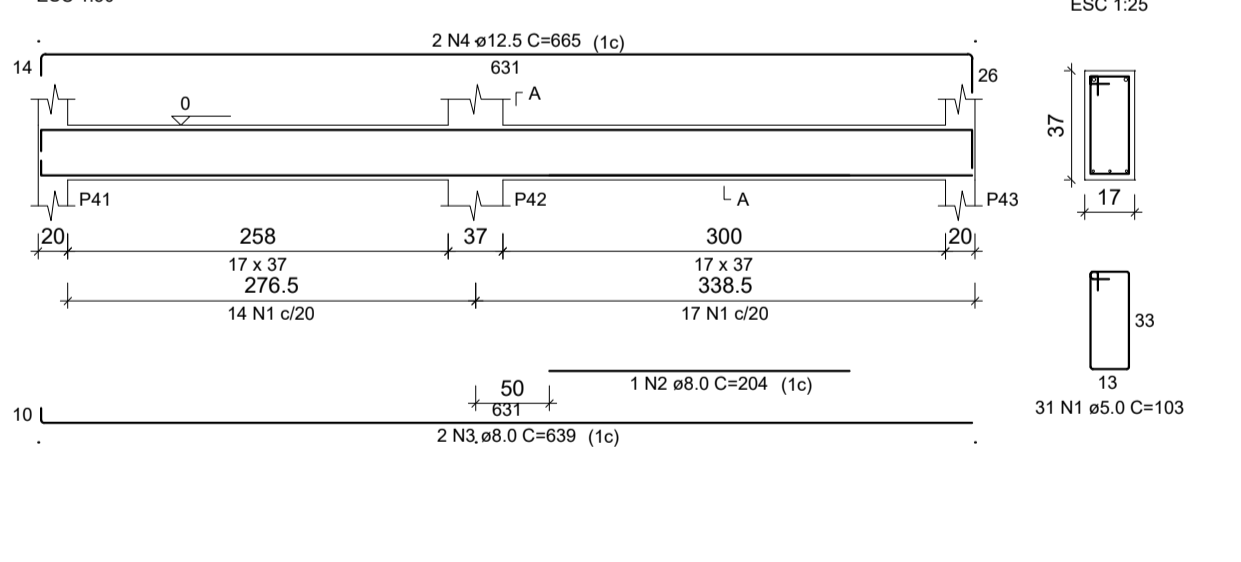 ESC 1:25
2 N4 ø12.5 C=665 (1c)
14
631
26
A
0
37
P41
P42
A
P43
17
20
258
37
300
20
17 x 37
17 x 37
276.5
338.5
14 N1 c/20
17 N1 c/20
33
1 N2 ø8.0 C=204 (1c)
13
50
631
31 N1 ø5.0 C=103
10
2 N3 ø8.0 C=639 (1c)